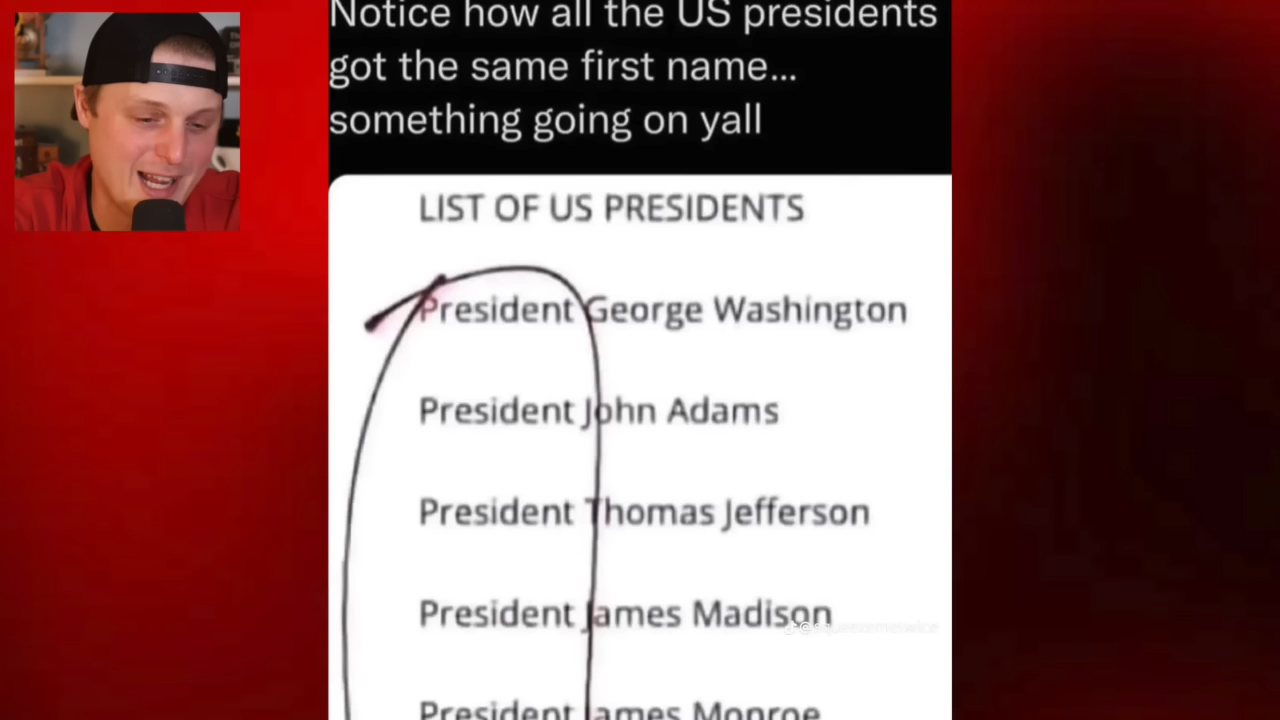 Notice how all the US presidents
got the same first name...
something going on yall
LIST OF US PRESIDENTS
President George Washington
President John Adams
President Thomas Jefferson
President James Madison
President James Monroe